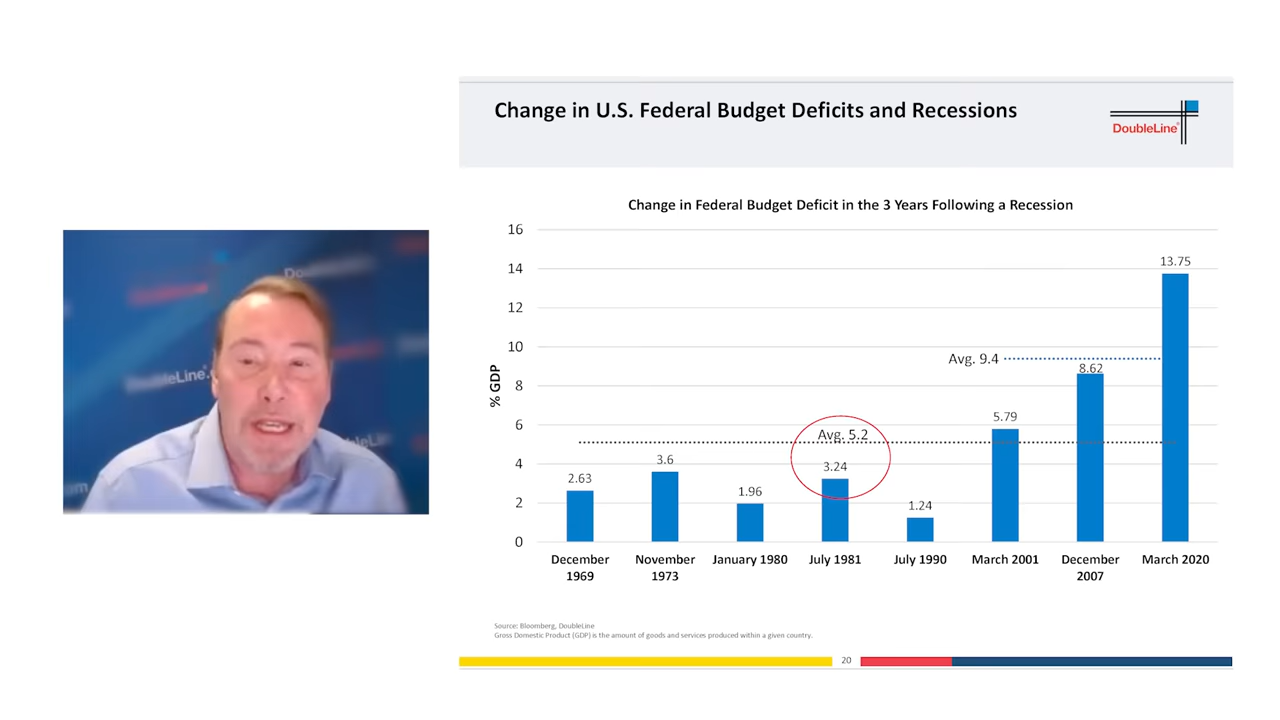 Change in U.S. Federal Budget Deficits and Recessions
DoubleLine®
Change in Federal Budget Deficit in the 3 Years Following a Recession
% GDP
16
14
12
10
8
6
4
2
0
2.63
3.6
1.96
3.24
1.24
5.79
8.62
13.75
Avg. 9.4
Avg. 5.2
December 1969
November 1973
January 1980
July 1981
July 1990
March 2001
December 2007
March 2020
Source: Bloomberg, DoubleLine
Gross Domestic Product (GDP) is the amount of goods and services produced within a given country.
20
DoubleLine